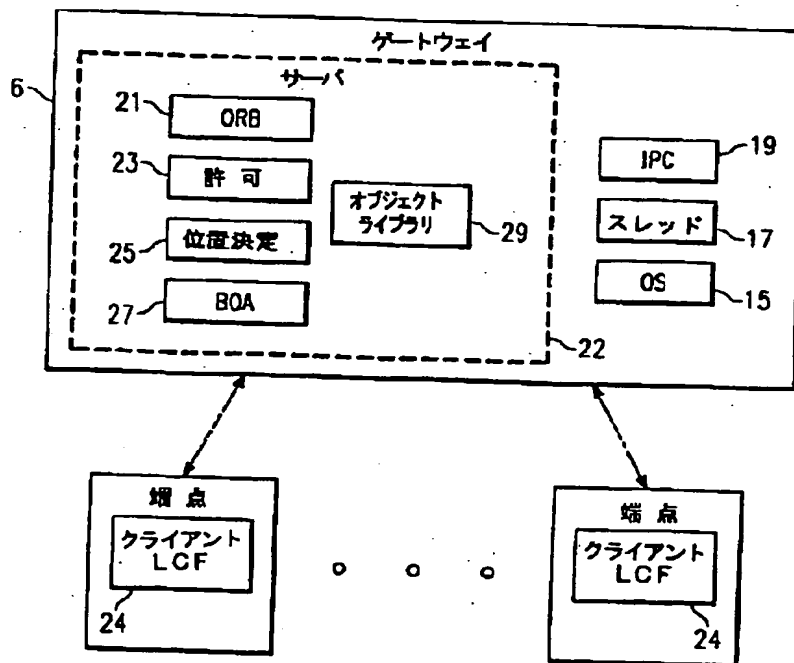 ゲートウェイ
サーバ
6
21
ORB
23
許可
25
位置決定
27
BOA
オブジェクト
ライブラリ
29
22
IPC
19
スレッド
17
OS
15
端点
クライアント
LCF
24
端点
クライアント
LCF
24